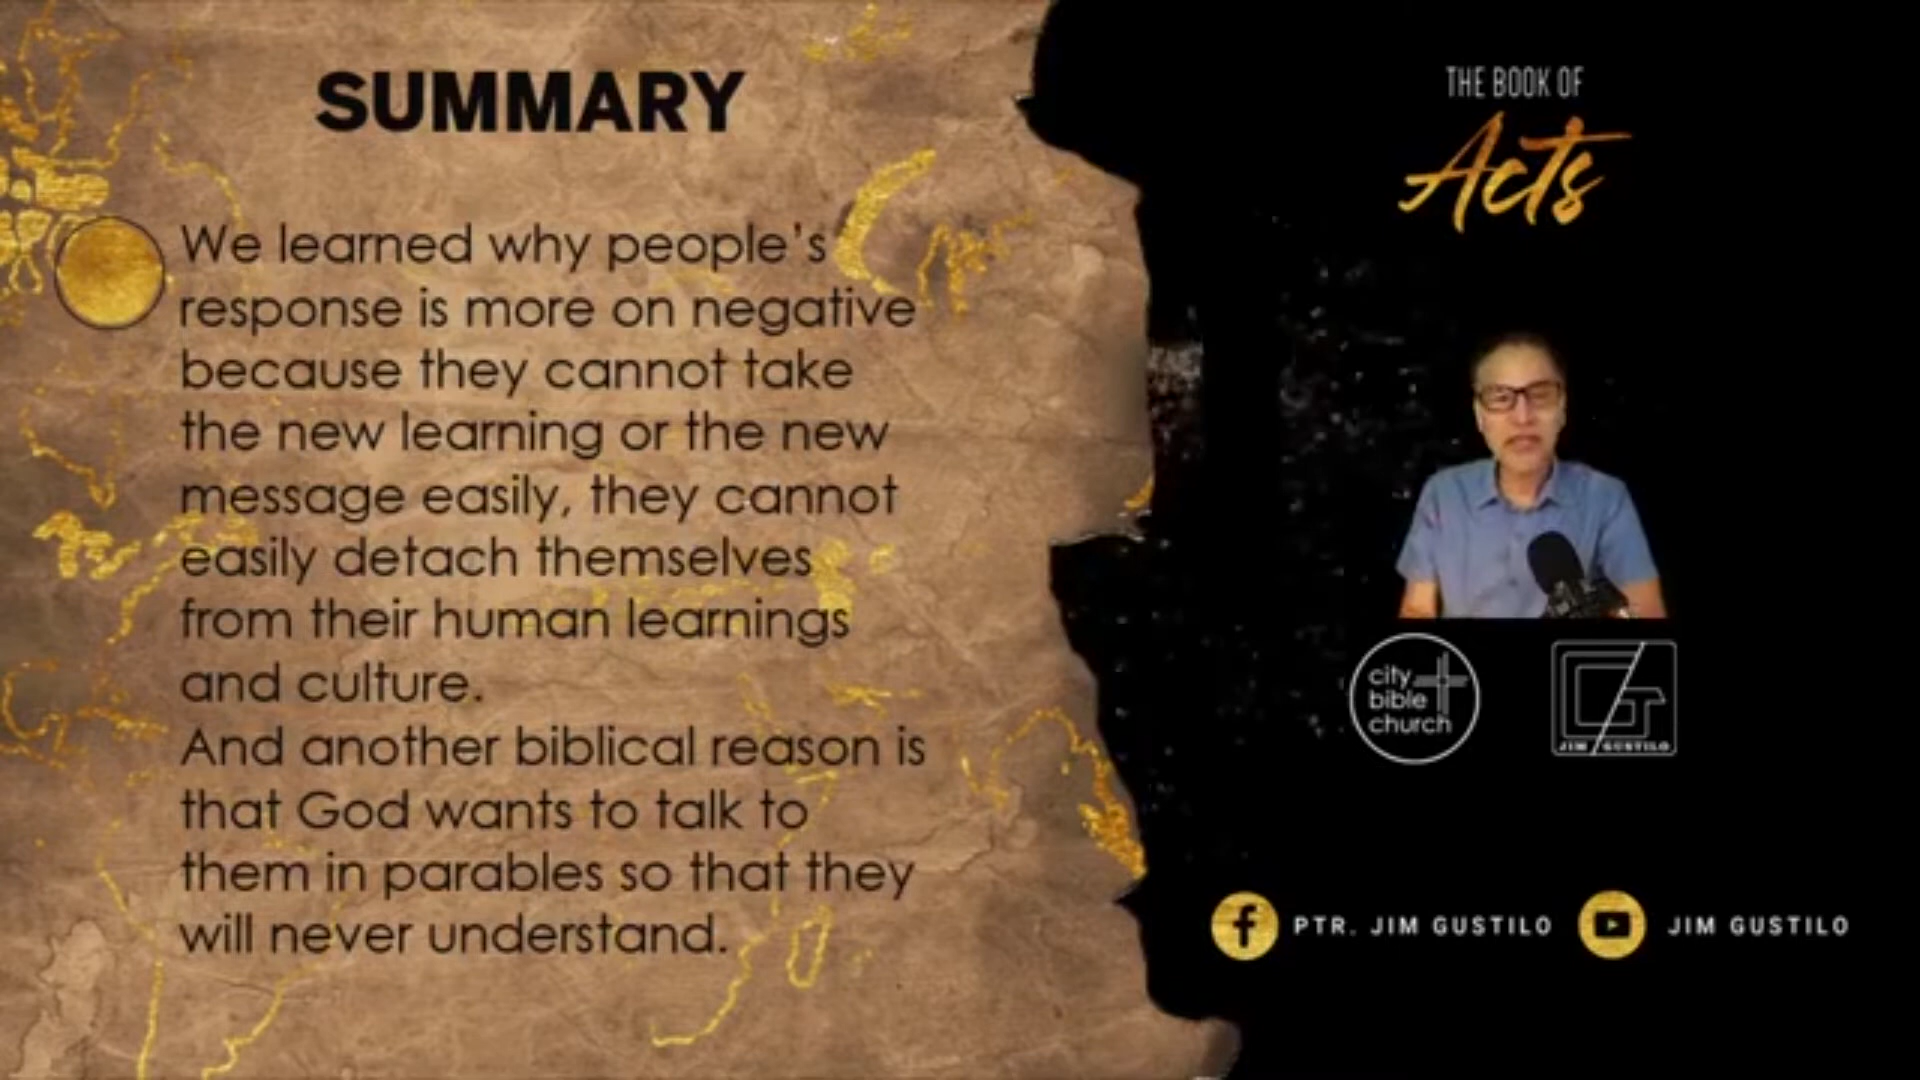 SUMMARY
We learned why people's
response is more on negative
because they cannot take
the new learning or the new
message easily, they cannot
easily detach themselves
from their human learnings
and culture.
And another biblical reason is
that God wants to talk to
them in parables so that they
will never understand.
THE BOOK OF
Acts
city
bible
church
JIM GUSTILO
PTR. JIM GUSTILO
JIM GUSTILO